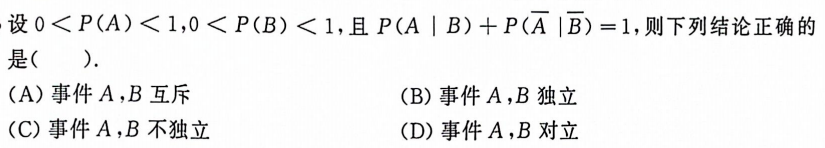 设 0 < P(A) < 1,0 < P(B) < 1,且 P(A | B) + P(A̅ | B̅) = 1,则下列结论正确的
是(  ).
(A) 事件 A,B 互斥 (B) 事件 A,B 独立
(C) 事件 A,B 不独立 (D) 事件 A,B 对立